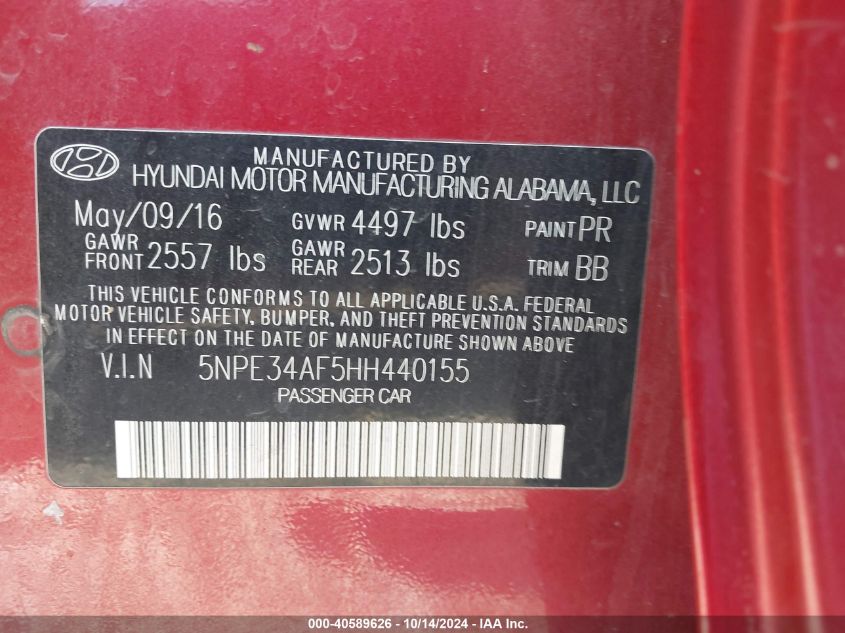 MANUFACTURED BY
HYUNDAI MOTOR MANUFACTURING ALABAMA, LLC
May/09/16 GVWR 4497 lbs PAINT PR
GAWR FRONT 2557 lbs GAWR REAR 2513 lbs TRIM BB
THIS VEHICLE CONFORMS TO ALL APPLICABLE U.S.A. FEDERAL
MOTOR VEHICLE SAFETY, BUMPER, AND THEFT PREVENTION STANDARDS
IN EFFECT ON THE DATE OF MANUFACTURE SHOWN ABOVE
V.I.N 5NPE34AF5HH440155
PASSENGER CAR
000-40589626 - 10/14/2024 - IAA Inc.